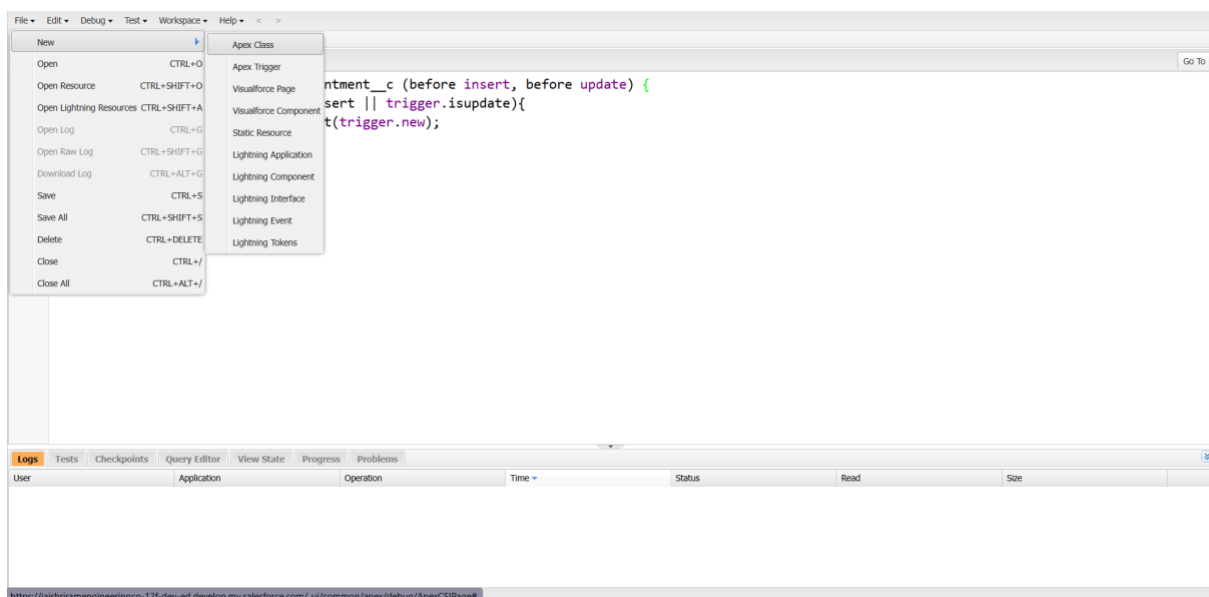 File Edit Debug Test Workspace Help < >
New
Open CTRL+O
Open Resource CTRL+SHIFT+O
Open Lightning Resources CTRL+SHIFT+A
Open Log CTRL+G
Open Raw Log CTRL+SHIFT+G
Download Log CTRL+ALT+G
Save CTRL+S
Save All CTRL+SHIFT+S
Delete CTRL+DELETE
Close CTRL+/
Close All CTRL+ALT+/
Apex Class
Apex Trigger
Visualforce Page
Visualforce Component
Static Resource
Lightning Application
Lightning Component
Lightning Interface
Lightning Event
Lightning Tokens
Go To
ntment__c (before insert, before update) {
sert || trigger.isupdate){
t(trigger.new);
Logs Tests Checkpoints Query Editor View State Progress Problems
User Application Operation Time Status Read Size